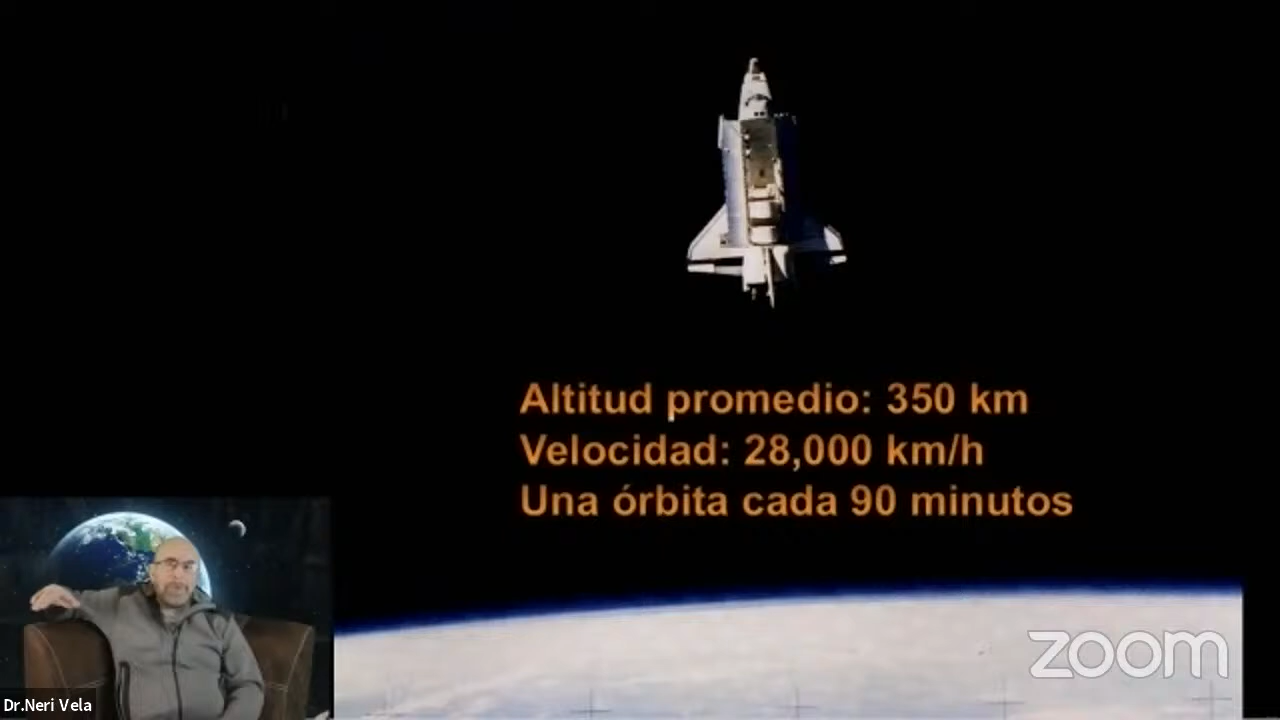 Altitud promedio: 350 km
Velocidad: 28,000 km/h
Una órbita cada 90 minutos
zoom
Dr.Neri Vela